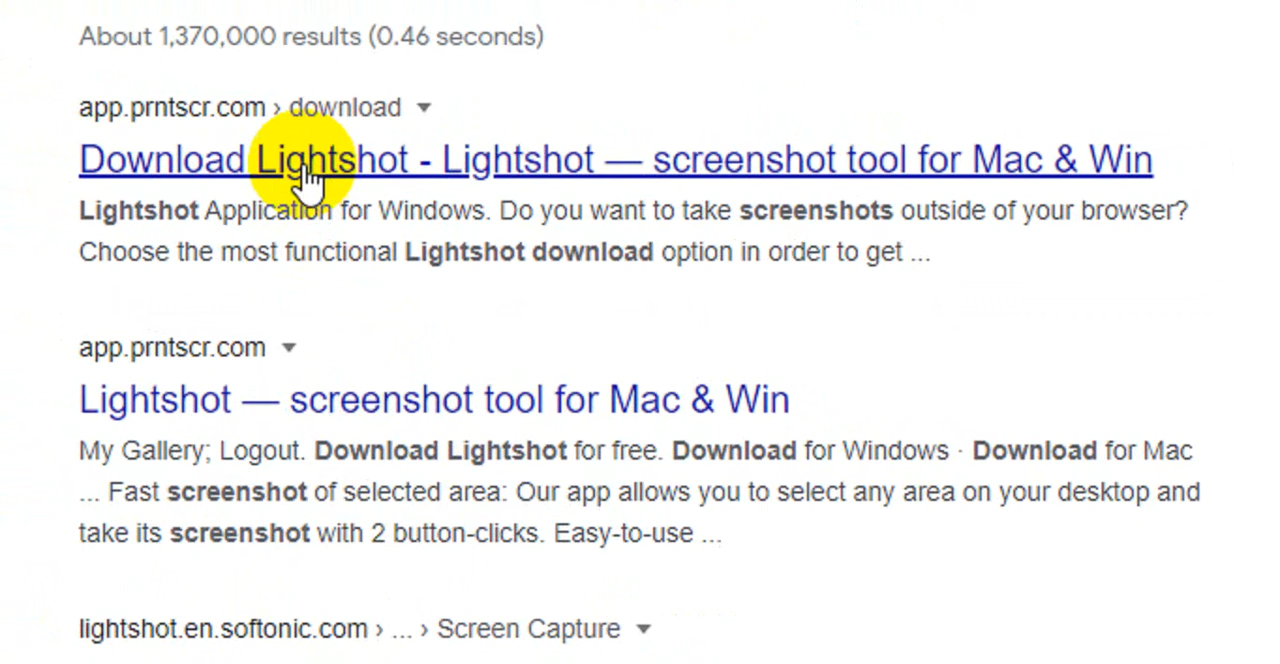 About 1,370,000 results (0.46 seconds)
app.prntscr.com › download
Download Lightshot - Lightshot — screenshot tool for Mac & Win
Lightshot Application for Windows. Do you want to take screenshots outside of your browser?
Choose the most functional Lightshot download option in order to get ...
app.prntscr.com
Lightshot — screenshot tool for Mac & Win
My Gallery; Logout. Download Lightshot for free. Download for Windows · Download for Mac
... Fast screenshot of selected area: Our app allows you to select any area on your desktop and
take its screenshot with 2 button-clicks. Easy-to-use ...
lightshot.en.softonic.com › ... › Screen Capture